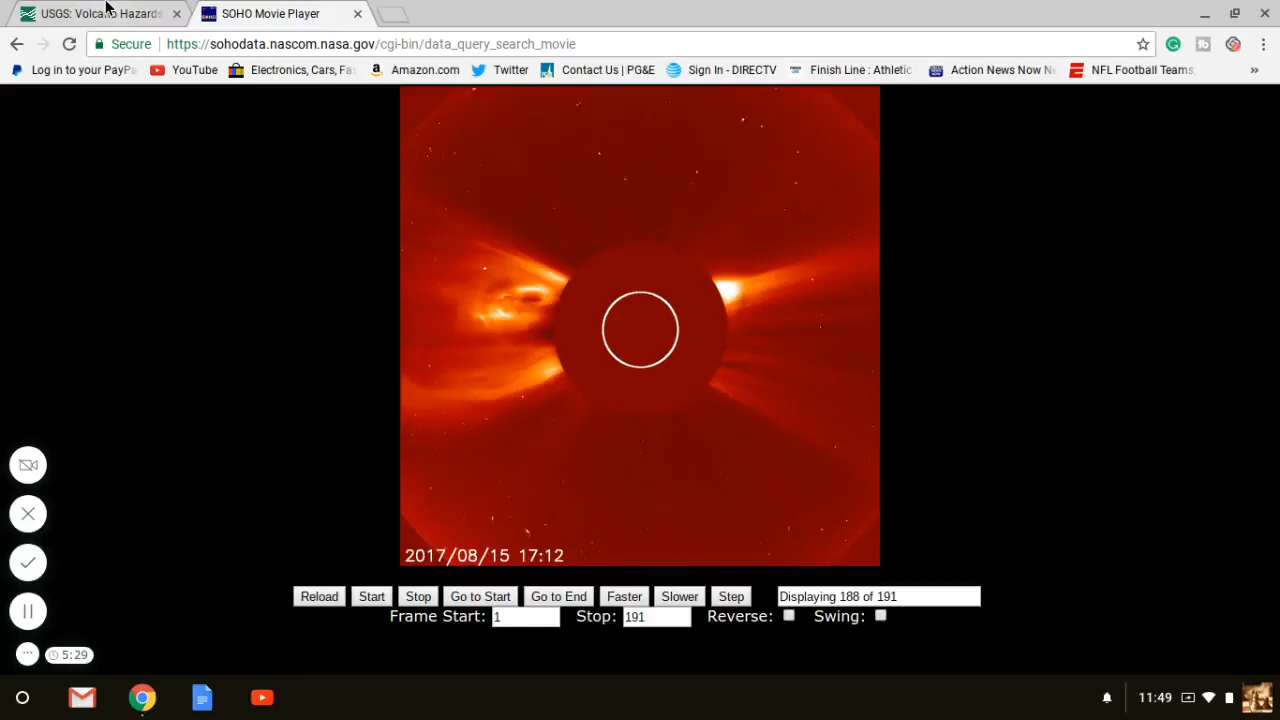 USGS: Volcano Hazards
SOHO Movie Player
Secure
https://sohodata.nascom.nasa.gov/cgi-bin/data_query_search_movie
Log in to your PayPa
YouTube
Electronics, Cars, Fa
Amazon.com
Twitter
Contact Us | PG&E
Sign In - DIRECTV
Finish Line : Athletic
Action News Now Ne
NFL Football Teams,
2017/08/15 17:12
Reload
Start
Stop
Go to Start
Go to End
Faster
Slower
Step
Displaying 188 of 191
Frame Start: 1
Stop: 191
Reverse:
Swing:
5:29
11:49